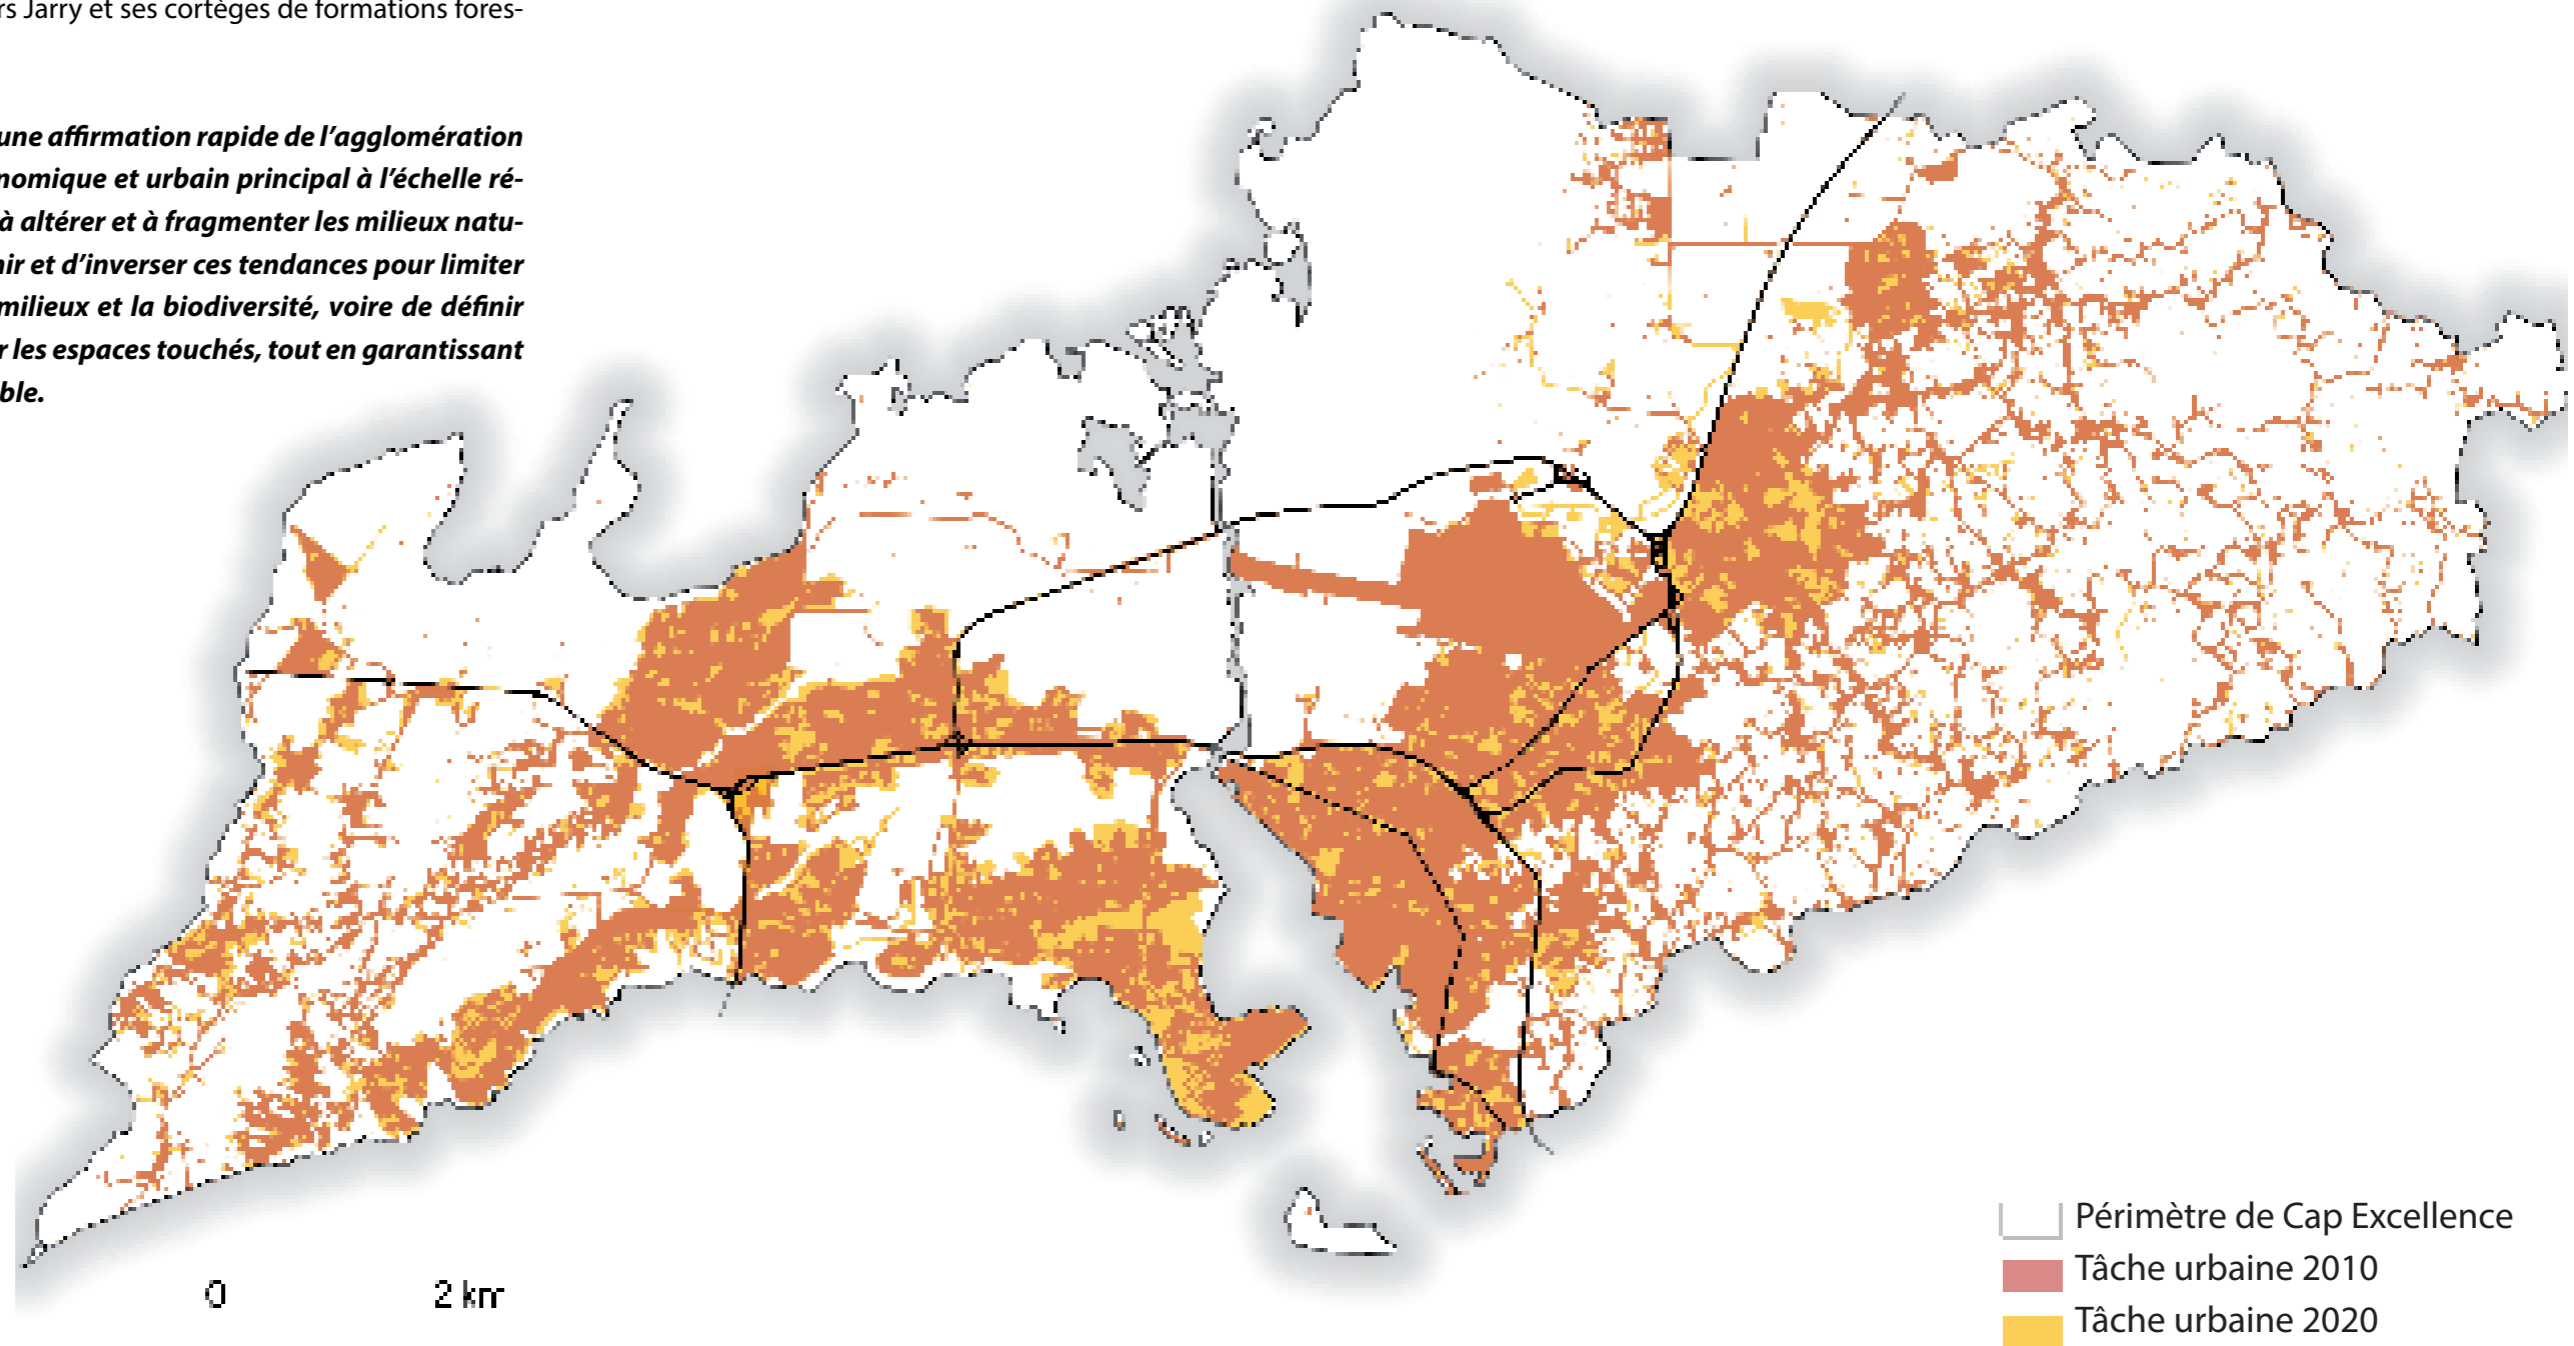 rs Jarry et ses cortèges de formations fores-
une affirmation rapide de l'agglomération
nomique et urbain principal à l'échelle ré-
à altérer et à fragmenter les milieux natu-
nir et d'inverser ces tendances pour limiter
milieux et la biodiversité, voire de définir
r les espaces touchés, tout en garantissant
ble.
0 2 km
Périmètre de Cap Excellence
Tâche urbaine 2010
Tâche urbaine 2020